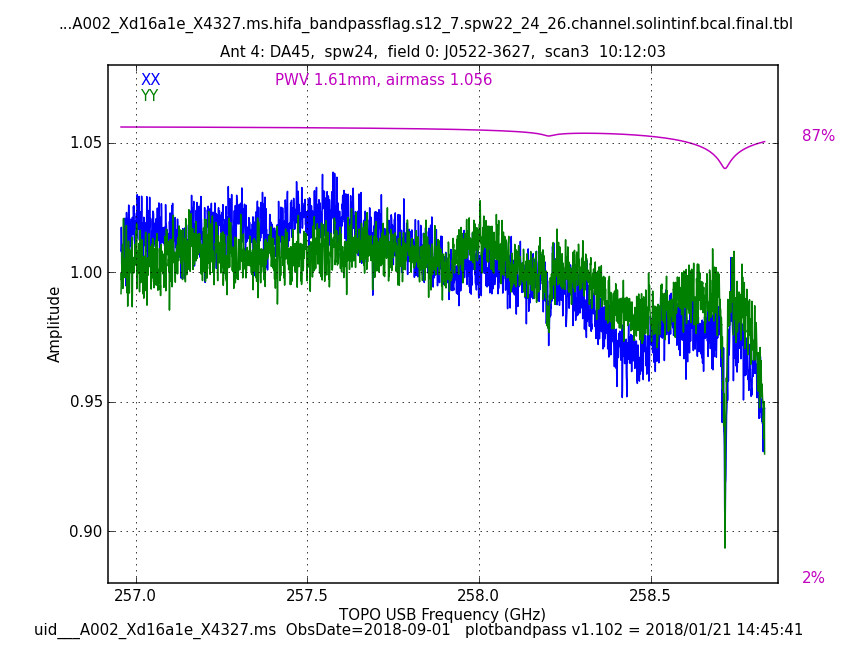 ...A002_Xd16a1e_X4327.ms.hifa_bandpassflag.s12_7.spw22_24_26.channel.solintinf.bcal.final.tbl
Ant 4: DA45,  spw24,  field 0: J0522-3627,  scan3  10:12:03
XX
PWV 1.61mm, airmass 1.056
YY
87%
1.05
1.00
Amplitude
0.95
0.90
2%
257.0
257.5
258.0
258.5
TOPO USB Frequency (GHz)
uid___A002_Xd16a1e_X4327.ms  ObsDate=2018-09-01   plotbandpass v1.102 = 2018/01/21 14:45:41